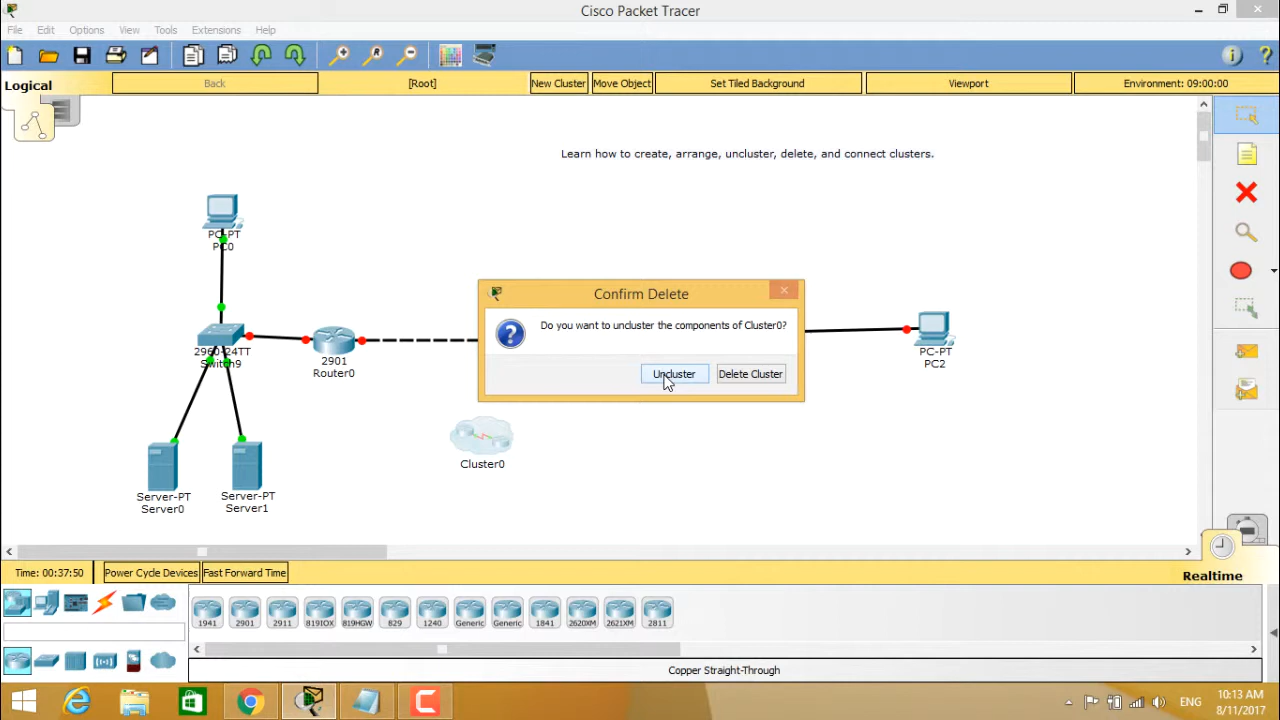 Cisco Packet Tracer
File Edit Options View Tools Extensions Help
Logical Back [Root] New Cluster Move Object Set Tiled Background Viewport Environment: 09:00:00
Learn how to create, arrange, uncluster, delete, and connect clusters.
PC-PT
PC0
2960-24TT
Switch9
2901
Router0
Confirm Delete
Do you want to uncluster the components of Cluster0?
Uncluster Delete Cluster
PC-PT
PC2
Cluster0
Server-PT
Server0
Server-PT
Server1
Time: 00:37:50 Power Cycle Devices Fast Forward Time Realtime
1941 2901 2911 819IOX 819HGW 829 1240 Generic Generic 1841 2620XM 2621XM 2811
Copper Straight-Through
ENG
10:13 AM
8/11/2017